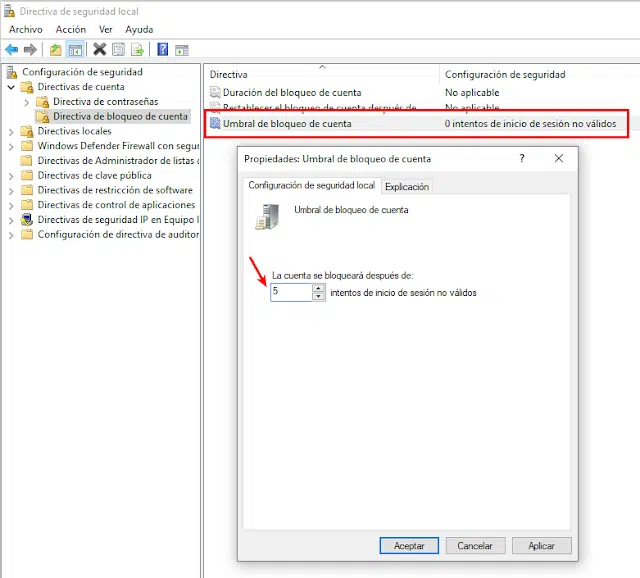 Directiva de seguridad local
Archivo Acción Ver Ayuda
Configuración de seguridad
Directivas de cuenta
Directiva de contraseñas
Directiva de bloqueo de cuenta
Directivas locales
Windows Defender Firewall con segu
Directivas de Administrador de listas d
Directivas de clave pública
Directivas de restricción de software
Directivas de control de aplicaciones
Directivas de seguridad IP en Equipo l
Configuración de directiva de auditor
Directiva Configuración de seguridad
Duración del bloqueo de cuenta No aplicable
Restablecer el bloqueo de cuenta después de No aplicable
Umbral de bloqueo de cuenta 0 intentos de inicio de sesión no válidos
Propiedades: Umbral de bloqueo de cuenta ?
Configuración de seguridad local Explicación
Umbral de bloqueo de cuenta
La cuenta se bloqueará después de:
5 intentos de inicio de sesión no válidos
Aceptar Cancelar Aplicar